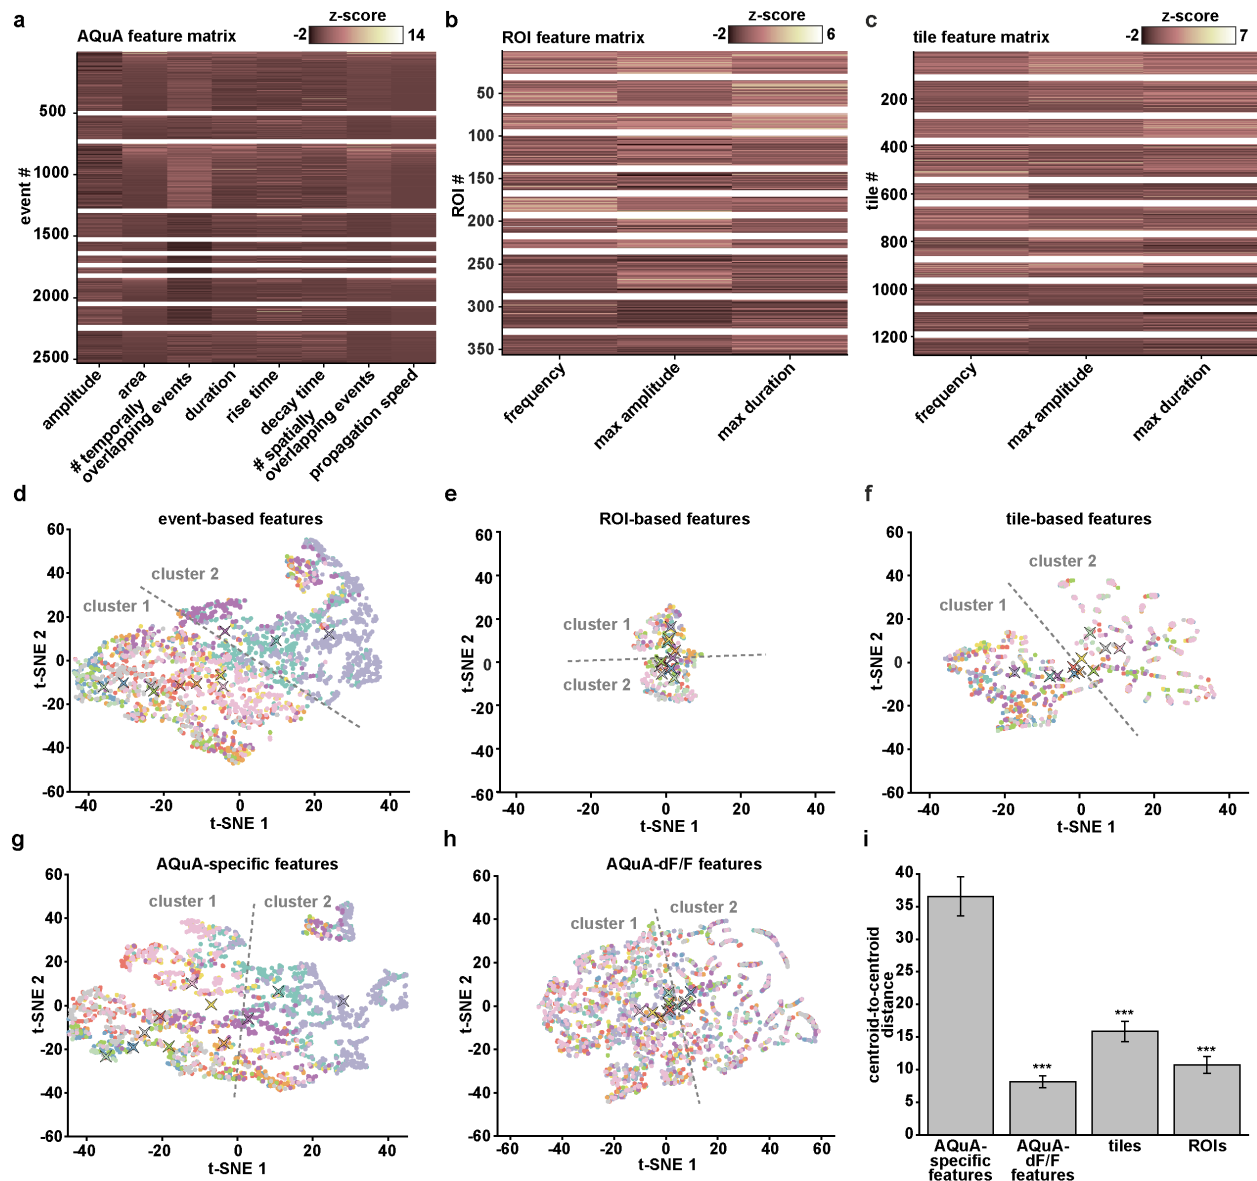 a
AQuA feature matrix
z-score
-2
14
event #
500
1000
1500
2000
2500
amplitude
area
# temporally
overlapping events
duration
rise time
decay time
# spatially
overlapping events
propagation speed
b
ROI feature matrix
z-score
-2
6
ROI #
50
100
150
200
250
300
350
frequency
max amplitude
max duration
c
tile feature matrix
z-score
-2
7
tile #
200
400
600
800
1000
1200
frequency
max amplitude
max duration
d
event-based features
cluster 2
cluster 1
t-SNE 2
60
40
20
0
-20
-40
-60
-40
-20
0
20
40
t-SNE 1
e
ROI-based features
cluster 1
cluster 2
t-SNE 2
60
40
20
0
-20
-40
-60
-40
-20
0
20
40
t-SNE 1
f
tile-based features
cluster 2
cluster 1
t-SNE 2
60
40
20
0
-20
-40
-60
-40
-20
0
20
40
t-SNE 1
g
AQuA-specific features
cluster 1
cluster 2
t-SNE 2
60
40
20
0
-20
-40
-60
-40
-20
0
20
40
t-SNE 1
h
AQuA-dF/F features
cluster 1
cluster 2
t-SNE 2
60
40
20
0
-20
-40
-60
-60
-40
-20
0
20
40
60
t-SNE 1
i
centroid-to-centroid
distance
40
35
30
25
20
15
10
5
0
***
***
***
AQuA-
specific
features
AQuA-
dF/F
features
tiles
ROIs